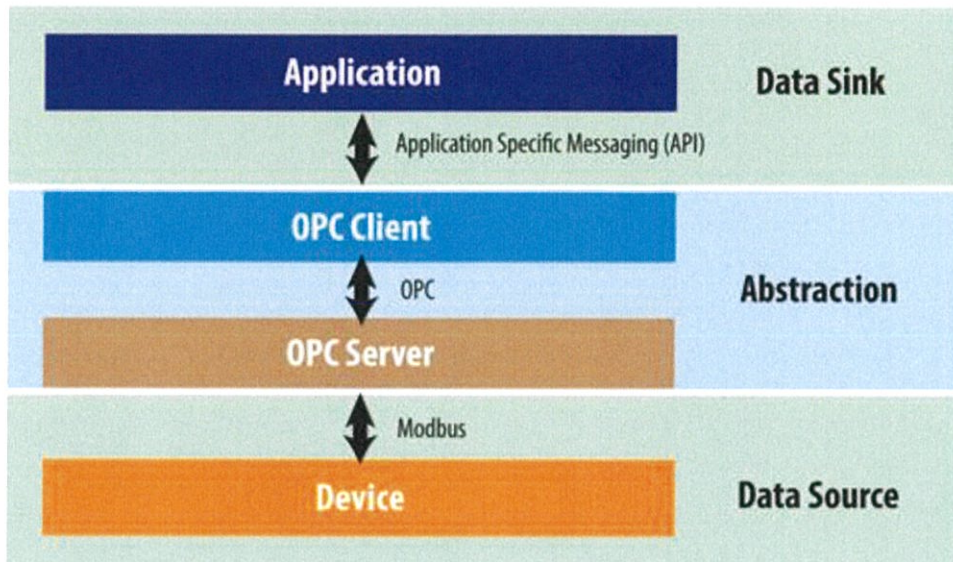 Application
Data Sink
Application Specific Messaging (API)
OPC Client
OPC
Abstraction
OPC Server
Modbus
Device
Data Source